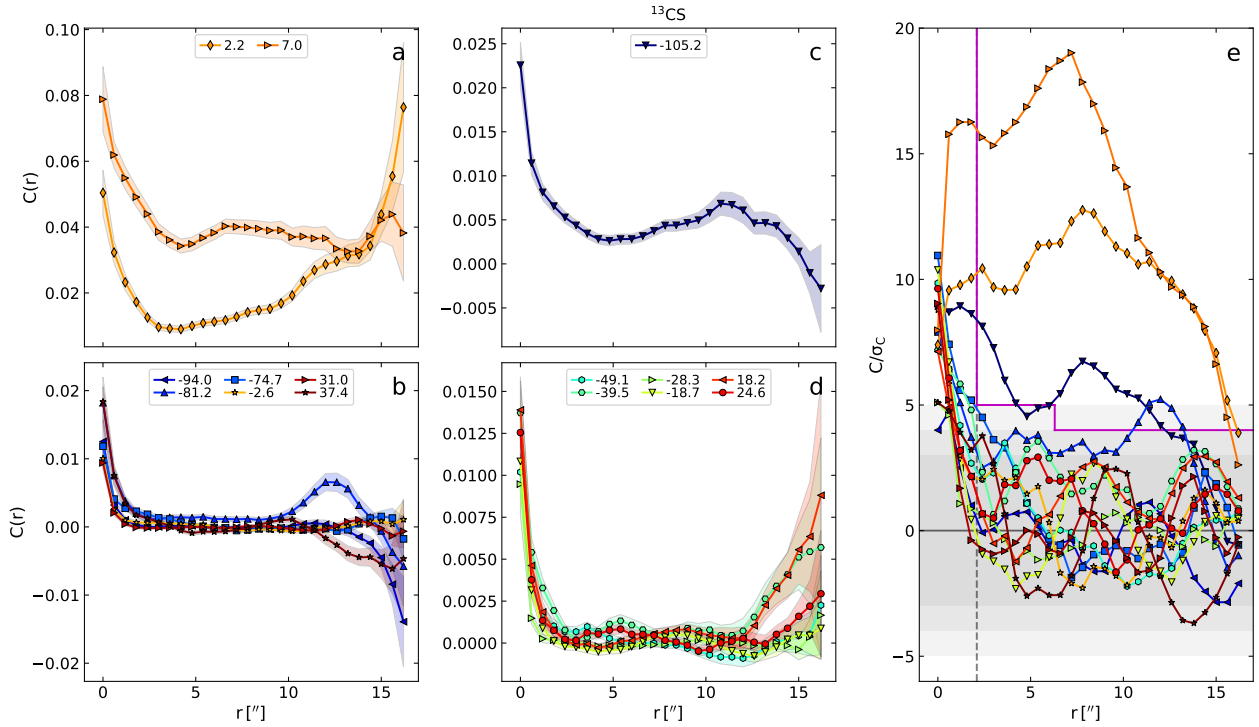 ¹³CS
0.10
0.08
0.06
0.04
0.02
C(r)
2.2 7.0
a
0.025
0.020
0.015
0.010
0.005
0.000
−0.005
-105.2
c
0.02
0.01
0.00
−0.01
−0.02
C(r)
-94.0 -74.7 31.0
-81.2 -2.6 37.4
b
0 5 10 15
r ["]
0.0150
0.0125
0.0100
0.0075
0.0050
0.0025
0.0000
-49.1 -28.3 18.2
-39.5 -18.7 24.6
d
0 5 10 15
r ["]
20
15
10
5
0
−5
C/σ_C
e
0 5 10 15
r ["]